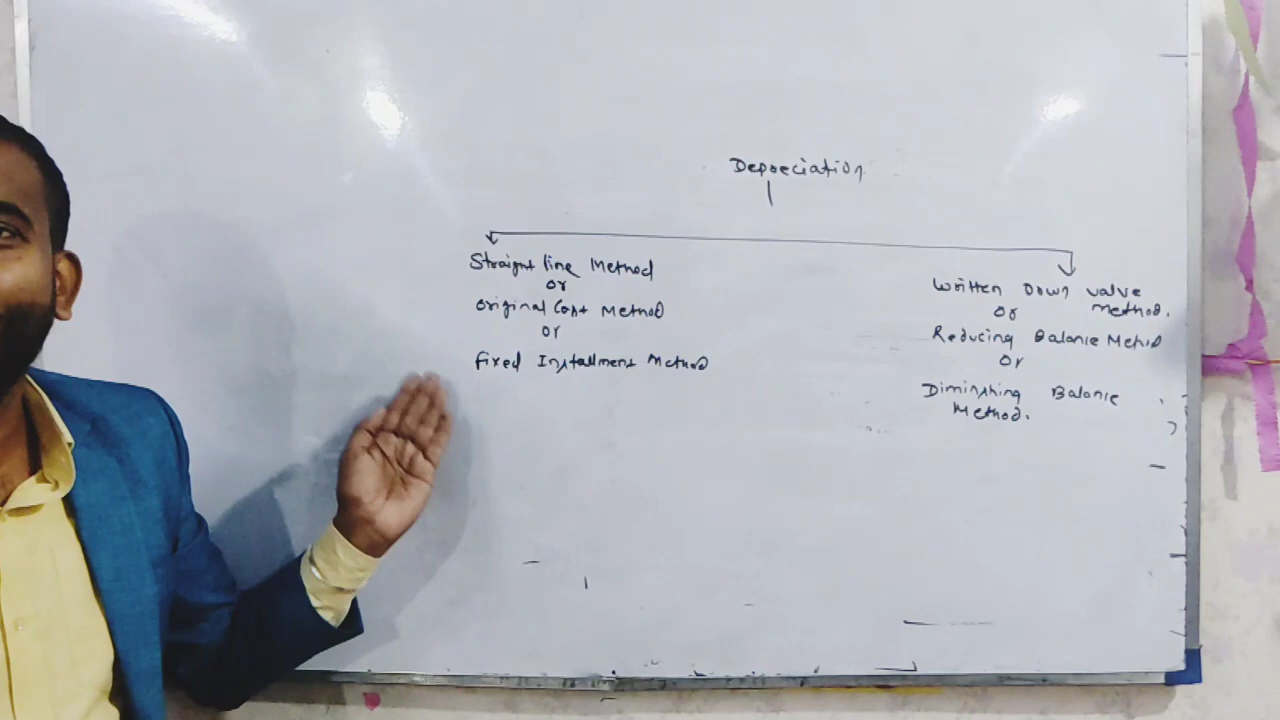 Depreciation
Straight line Method
or
original Cost Method
or
fixed Installment Method
Written Down value
Method.
or
Reducing Balance Method
or
Diminshing Balance
Method.